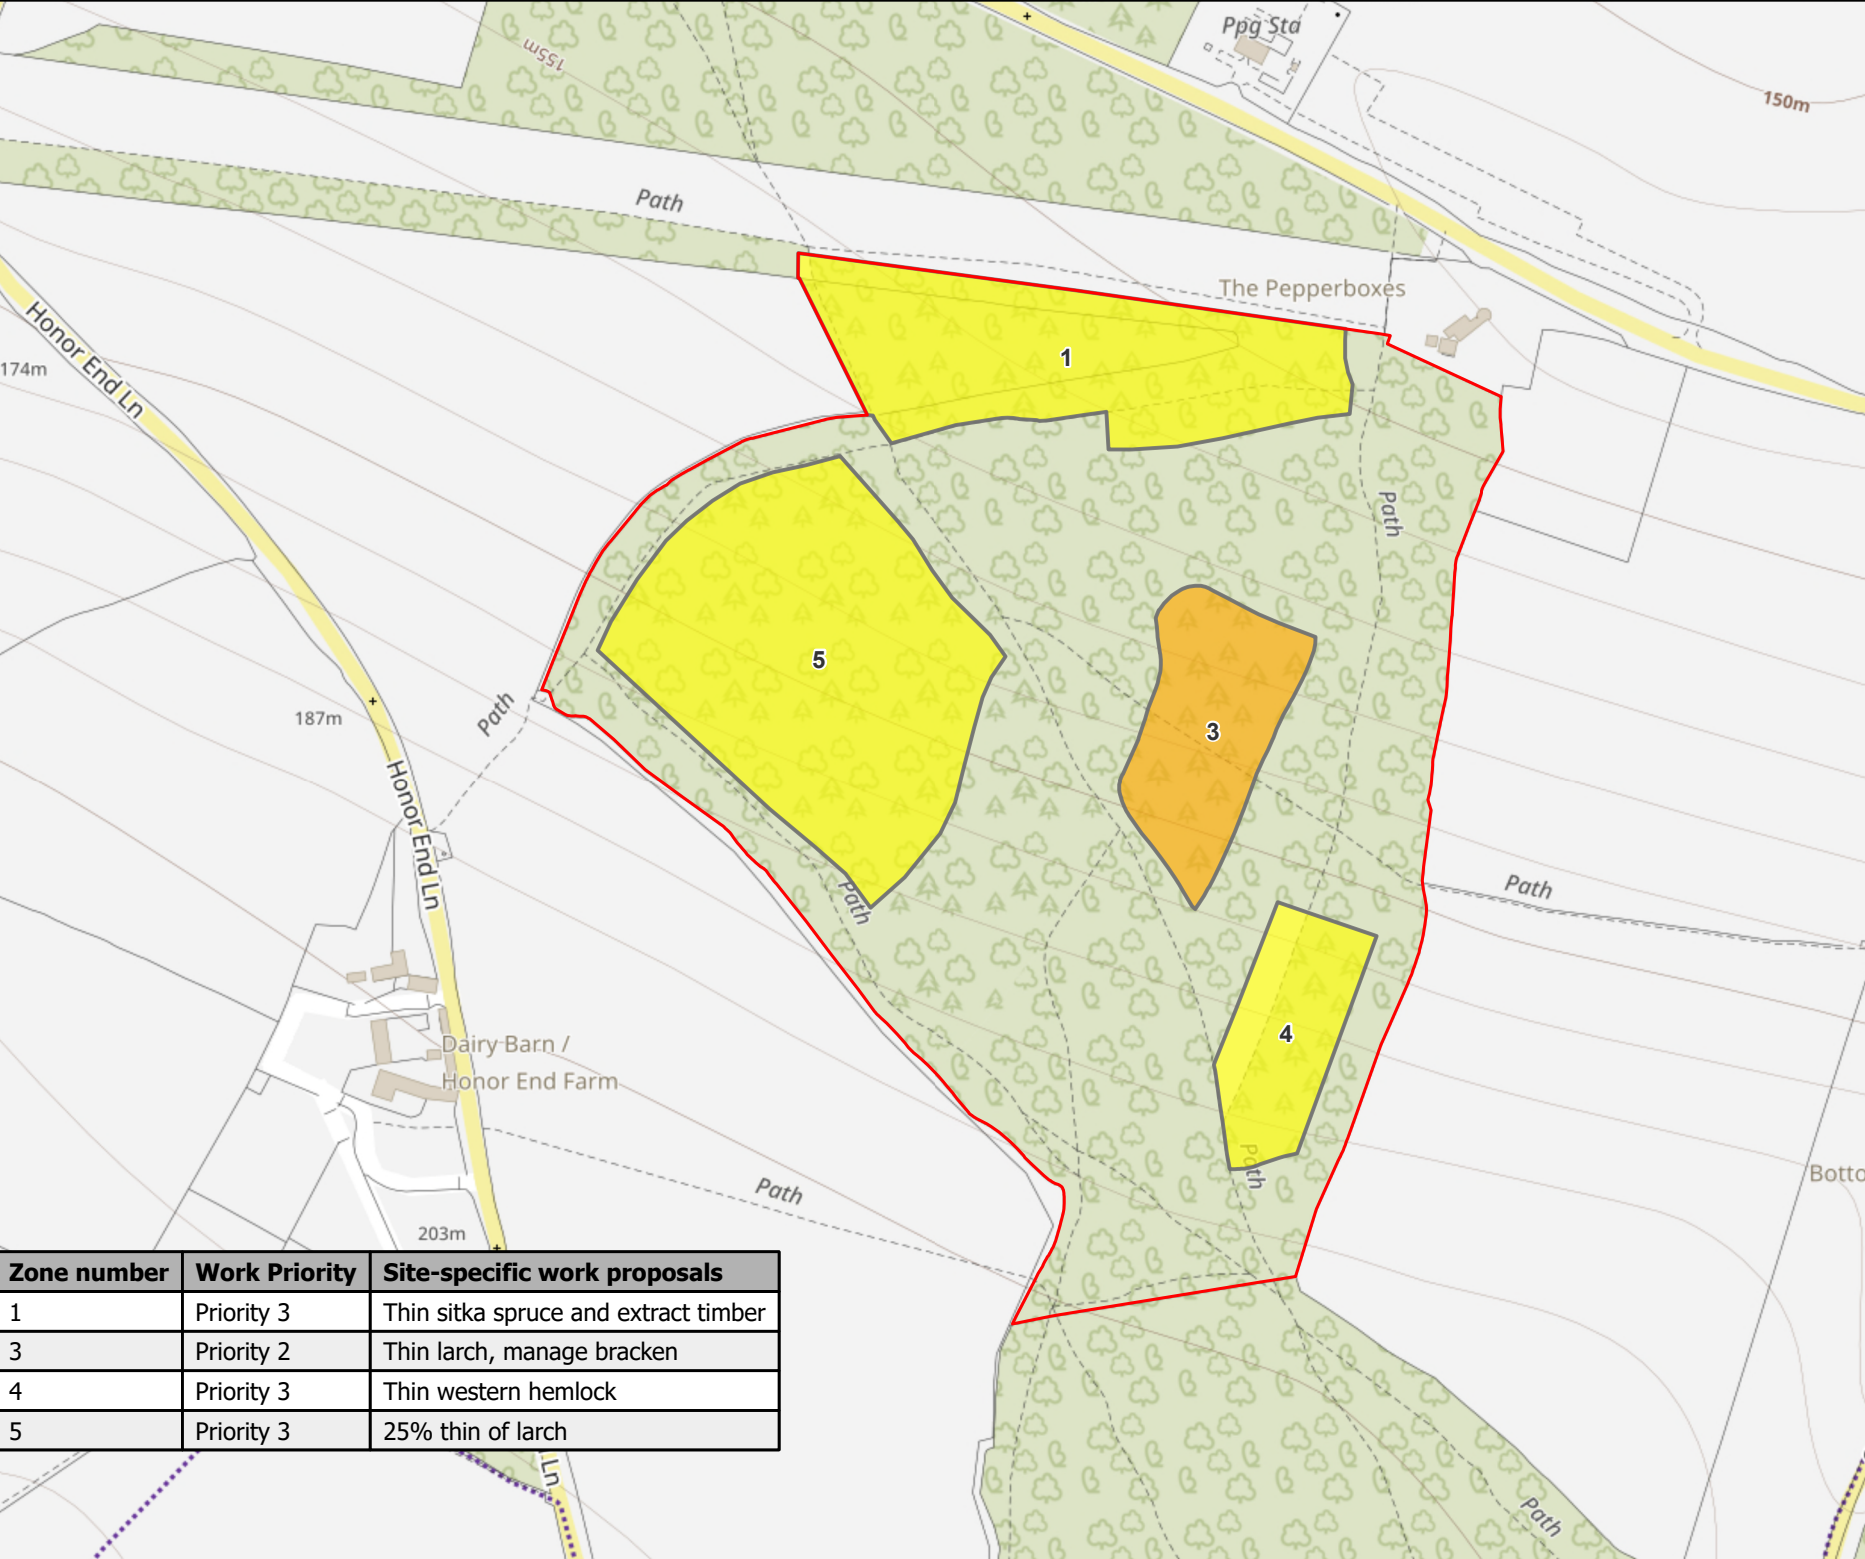 Ppg Sta
155m
150m
Path
The Pepperboxes
Honor End Ln
174m
1
Path
5
3
187m
Path
Honor End Ln
Path
Path
4
Dairy Barn /
Honor End Farm
Path
Path
Botto
203m
Zone number Work Priority Site-specific work proposals
1 Priority 3 Thin sitka spruce and extract timber
3 Priority 2 Thin larch, manage bracken
4 Priority 3 Thin western hemlock
5 Priority 3 25% thin of larch
Ln
Path